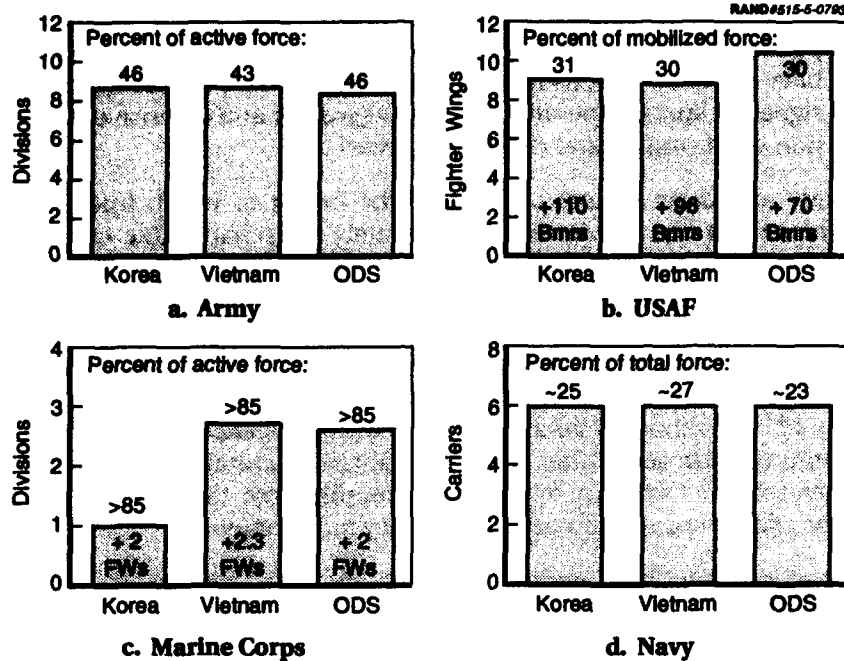 RAND#515-5-0793
12
10
8
6
4
2
0
Divisions
Percent of active force:
46
43
46
Korea
Vietnam
ODS
a. Army
12
10
8
6
4
2
0
Fighter Wings
Percent of mobilized force:
31
30
30
+110
Bmrs
+96
Bmrs
+70
Bmrs
Korea
Vietnam
ODS
b. USAF
4
3
2
1
0
Divisions
Percent of active force:
>85
>85
>85
+2
FWs
+2.3
FWs
+2
FWs
Korea
Vietnam
ODS
c. Marine Corps
8
6
4
2
0
Carriers
Percent of total force:
~25
~27
~23
Korea
Vietnam
ODS
d. Navy